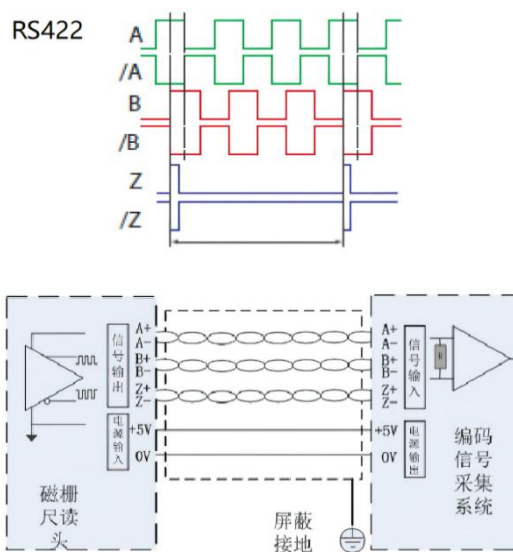 RS422
A
/A
B
/B
Z
/Z
信号输出
A+
A-
B+
B-
Z+
Z-
电源输入
+5V
0V
磁栅
尺读
头
屏蔽
接地
A+
A-
B+
B-
Z+
Z-
信号输入
+5V
0V
电源输出
编码
信号
采集
系统